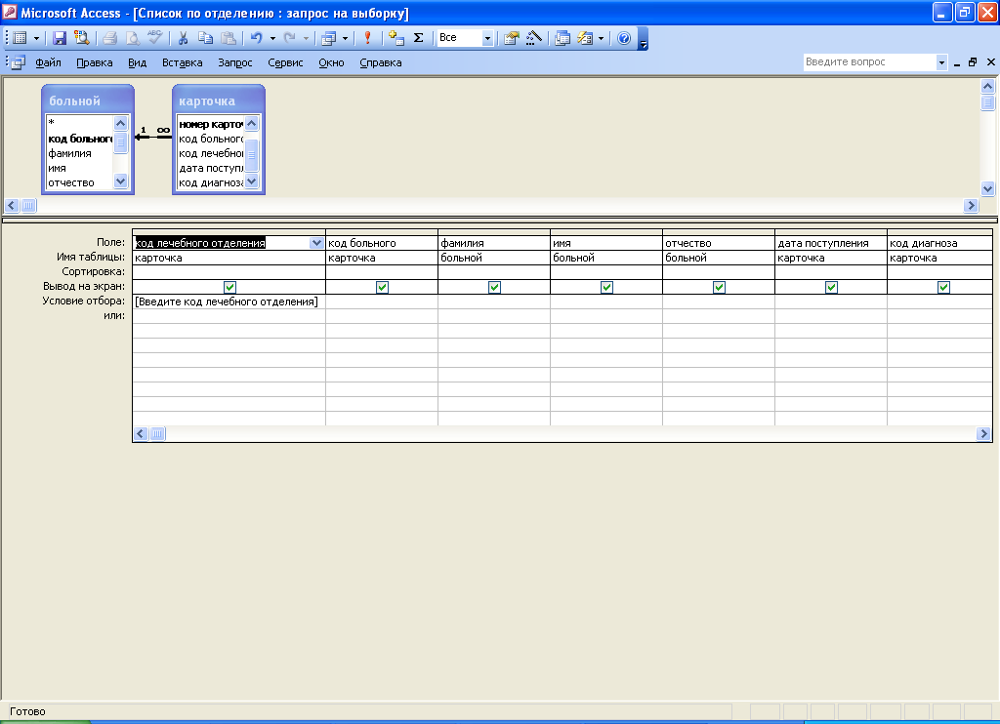 Microsoft Access - [Список по отделению : запрос на выборку]
Все
Файл Правка Вид Вставка Запрос Сервис Окно Справка Введите вопрос
больной карточка
* номер карточ
код больного 1 ∞ код больного
фамилия код лечебно
имя дата поступл
отчество код диагноза
Поле: код лечебного отделения код больного фамилия имя отчество дата поступления код диагноза
Имя таблицы: карточка карточка больной больной больной карточка карточка
Сортировка:
Вывод на экран:
Условие отбора: [Введите код лечебного отделения]
или:
Готово